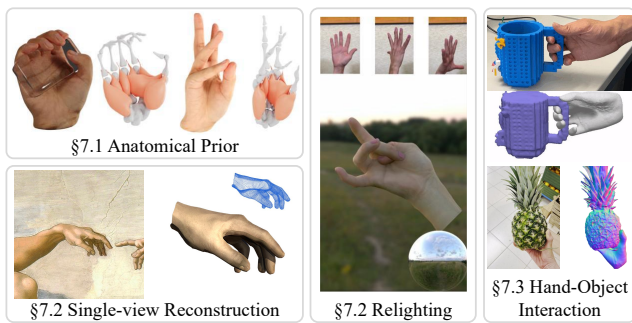 §7.1 Anatomical Prior
§7.2 Single-view Reconstruction
§7.2 Relighting
§7.3 Hand-Object
Interaction